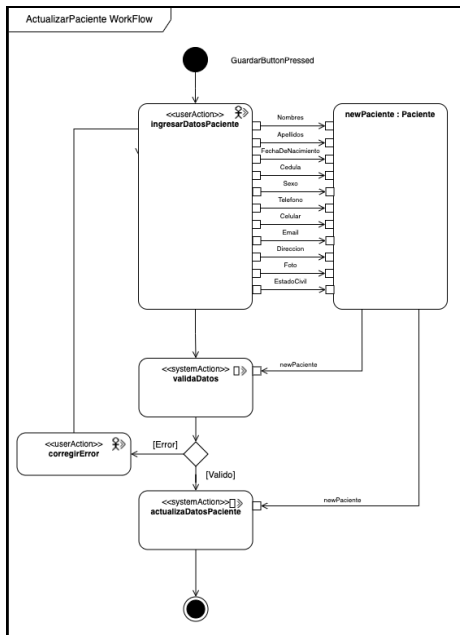 ActualizarPaciente WorkFlow
GuardarButtonPressed
<<userAction>>
ingresarDatosPaciente
Nombres
Apellidos
FechaDeNacimiento
Cedula
Sexo
Telefono
Celular
Email
Direccion
Foto
EstadoCivil
newPaciente : Paciente
<<systemAction>>
validaDatos
newPaciente
<<userAction>>
corregirError
[Error]
[Valido]
<<systemAction>>
actualizaDatosPaciente
newPaciente